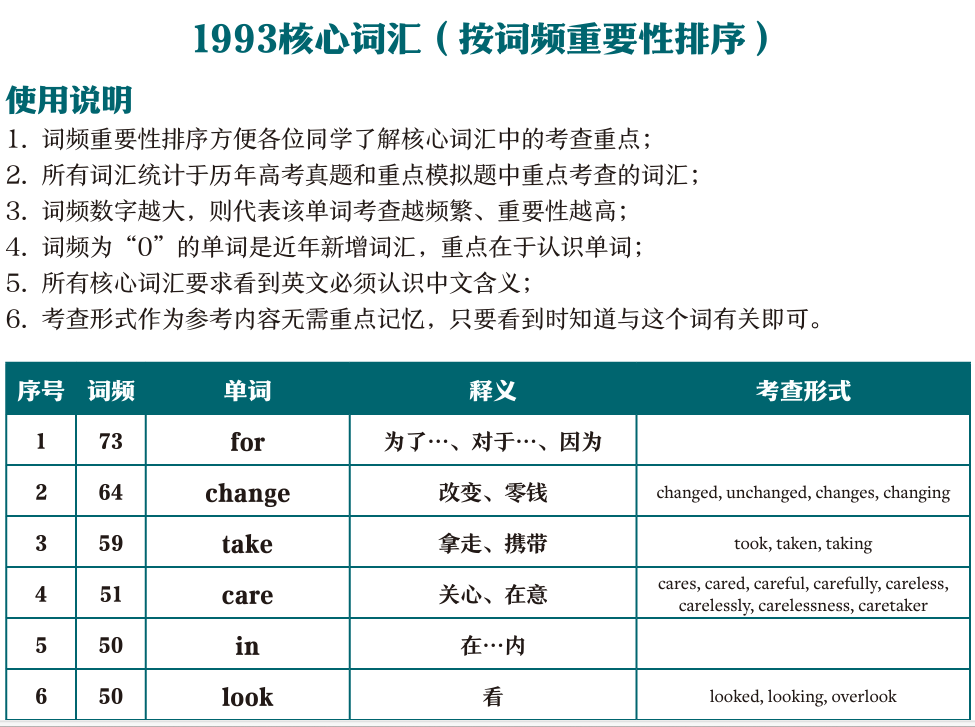 1993核心词汇（按词频重要性排序）
使用说明
1. 词频重要性排序方便各位同学了解核心词汇中的考查重点；
2. 所有词汇统计于历年高考真题和重点模拟题中重点考查的词汇；
3. 词频数字越大，则代表该单词考查越频繁、重要性越高；
4. 词频为“0”的单词是近年新增词汇，重点在于认识单词；
5. 所有核心词汇要求看到英文必须认识中文含义；
6. 考查形式作为参考内容无需重点记忆，只要看到时知道与这个词有关即可。
序号 词频 单词 释义 考查形式
1 73 for 为了…、对于…、因为
2 64 change 改变、零钱 changed, unchanged, changes, changing
3 59 take 拿走、携带 took, taken, taking
4 51 care 关心、在意 cares, cared, careful, carefully, careless,
carelessly, carelessness, caretaker
5 50 in 在…内
6 50 look 看 looked, looking, overlook